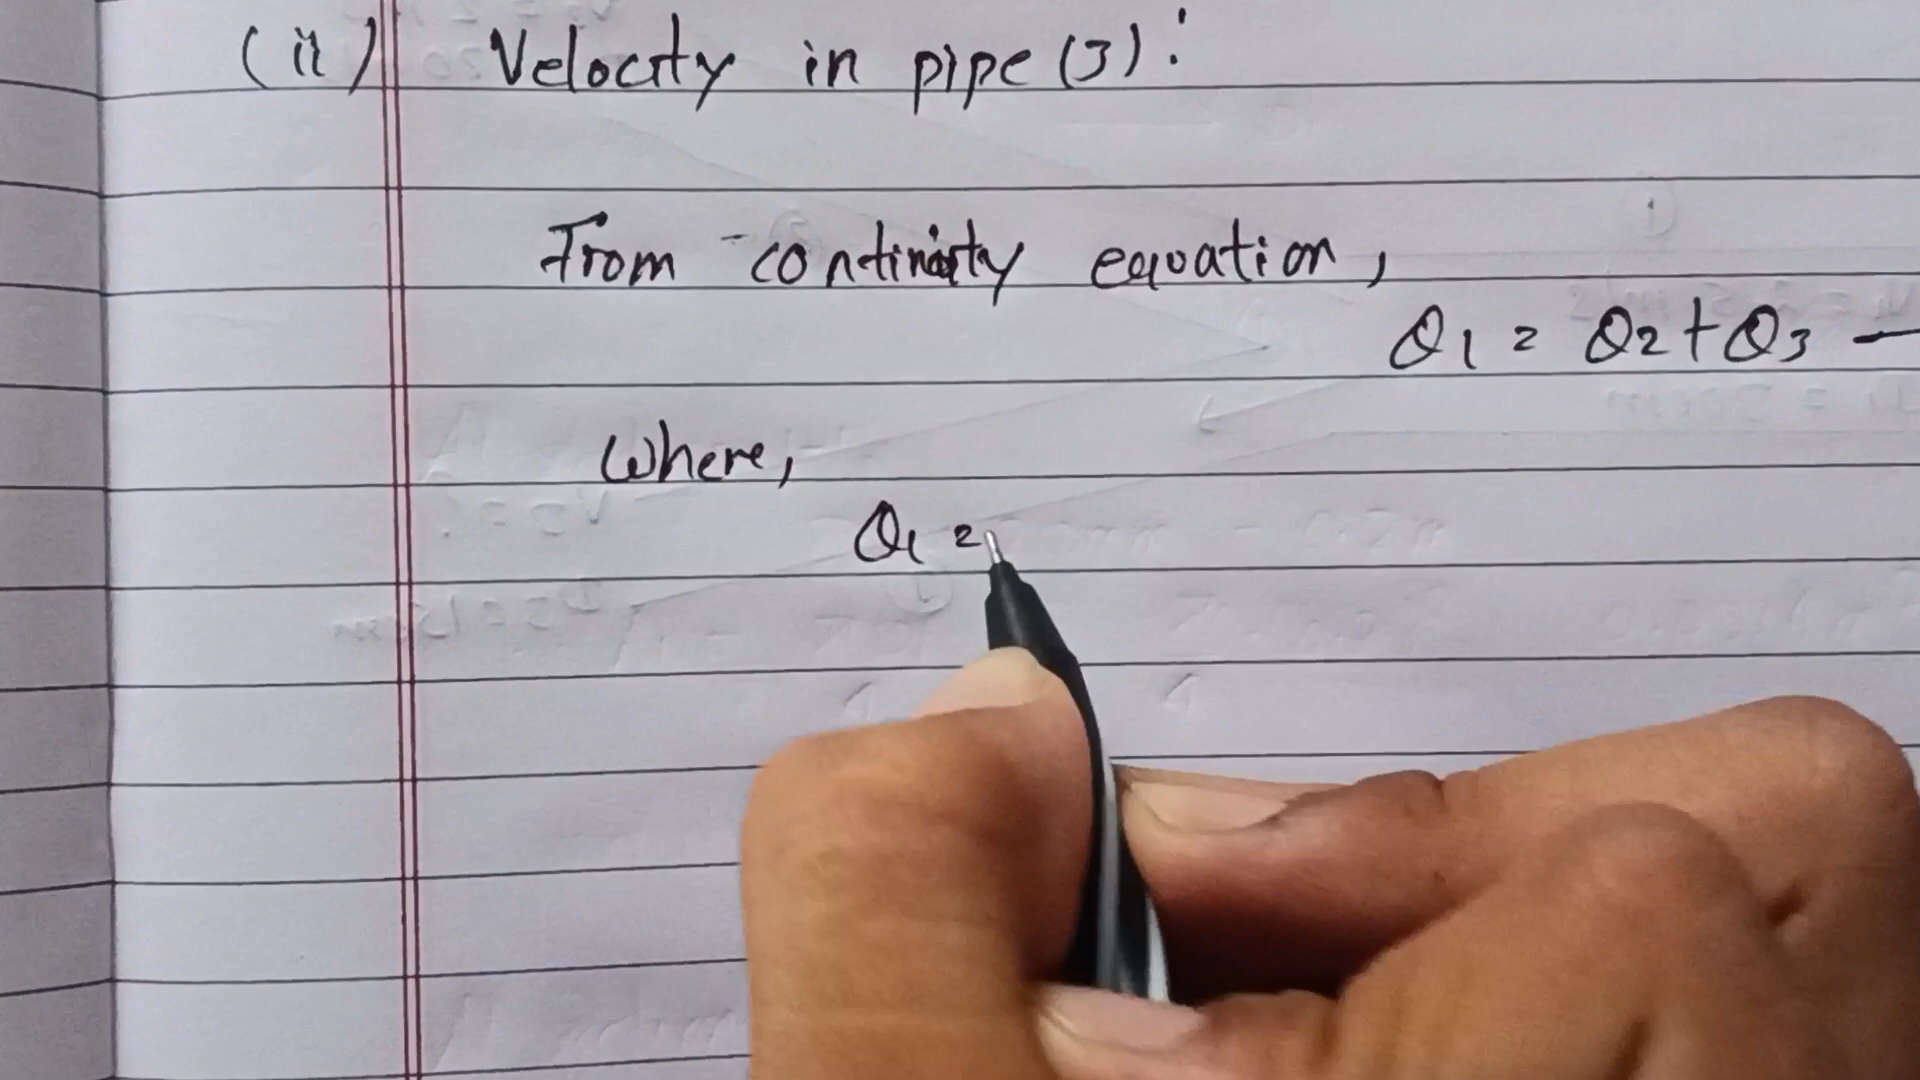 (ii) Velocity in pipe (3):
From continuity equation,
Q1 = Q2 + Q3 —
Where,
Q1 =